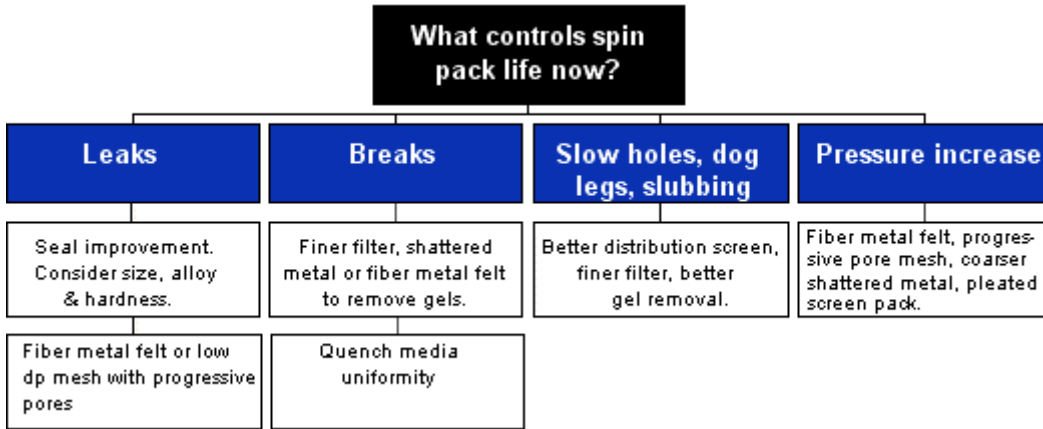 What controls spin
pack life now?
Leaks
Breaks
Slow holes, dog
legs, slubbing
Pressure increase
Seal improvement.
Consider size, alloy
& hardness.
Finer filter, shattered
metal or fiber metal felt
to remove gels.
Better distribution screen,
finer filter, better
gel removal.
Fiber metal felt, progres-
sive pore mesh, coarser
shattered metal, pleated
screen pack.
Fiber metal felt or low
dp mesh with progressive
pores
Quench media
uniformity